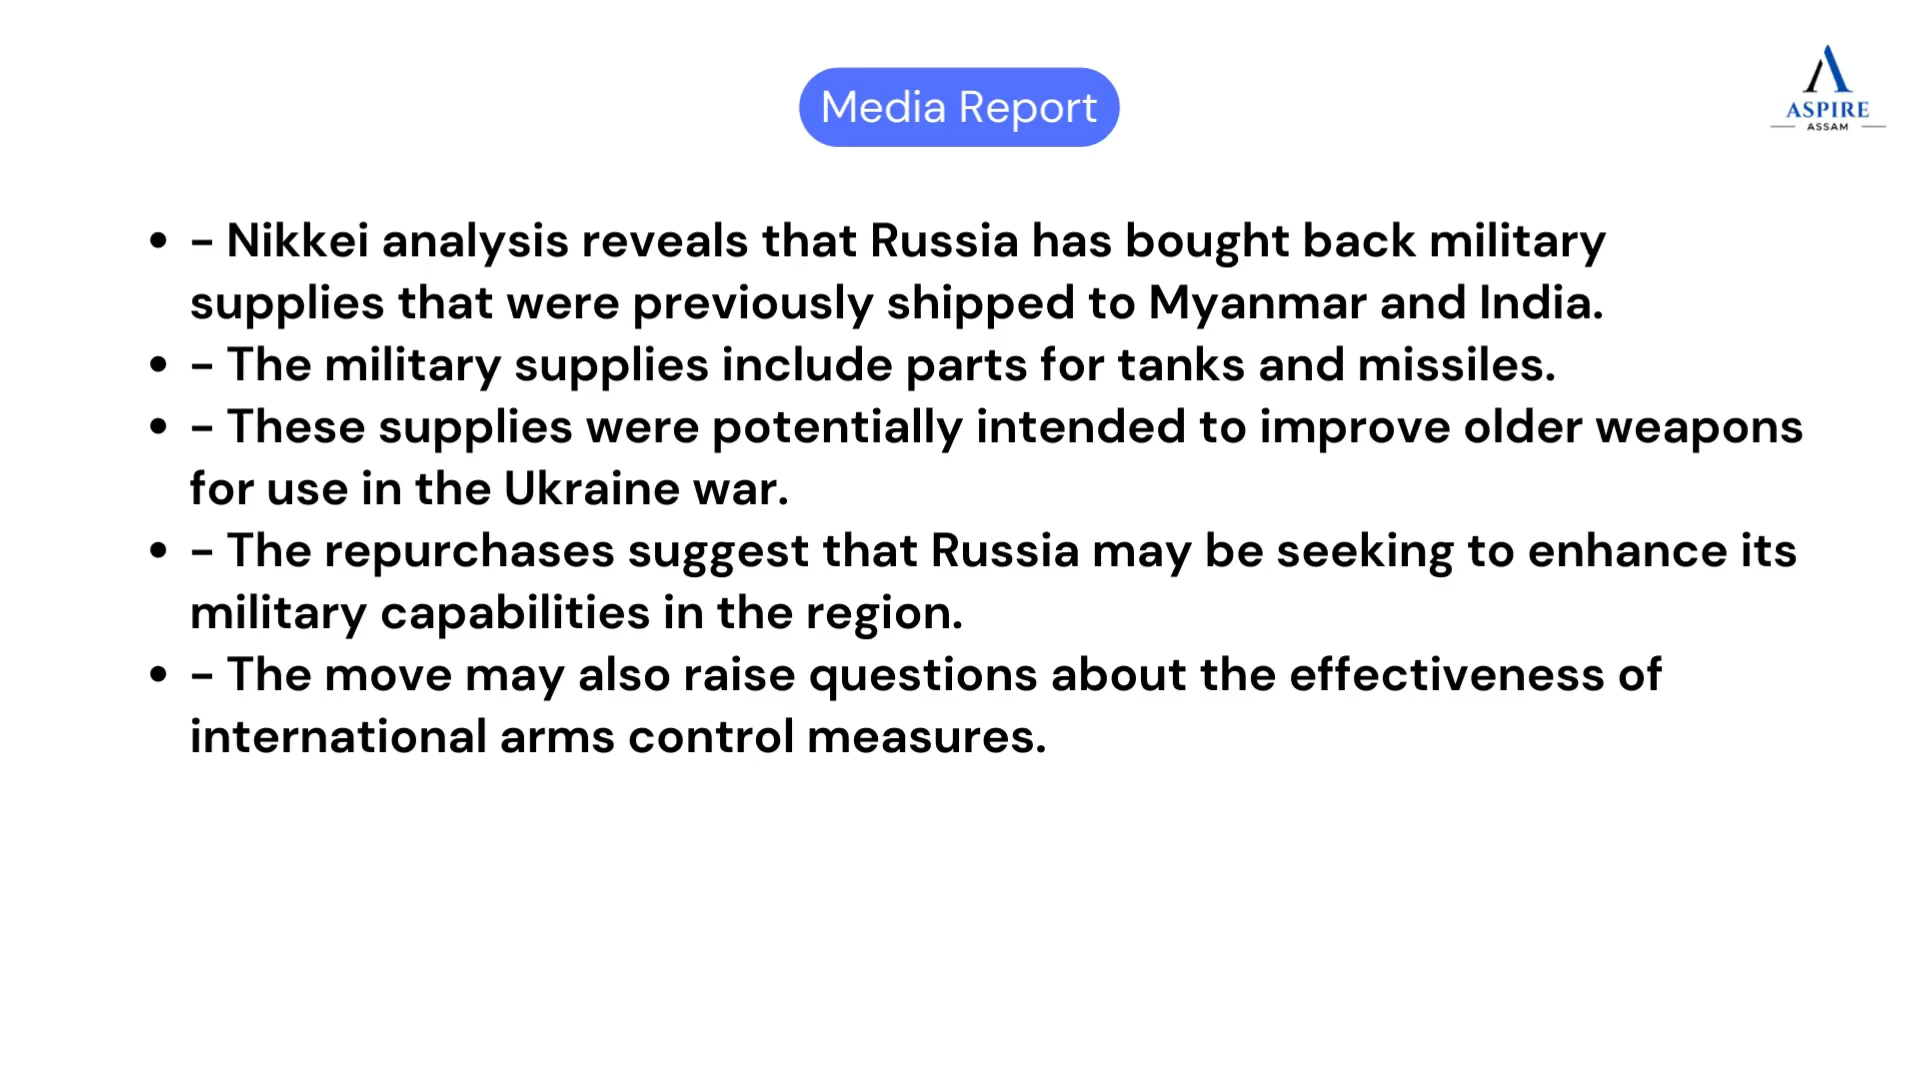 Media Report
ASPIRE
ASSAM
• – Nikkei analysis reveals that Russia has bought back military
supplies that were previously shipped to Myanmar and India.
• – The military supplies include parts for tanks and missiles.
• – These supplies were potentially intended to improve older weapons
for use in the Ukraine war.
• – The repurchases suggest that Russia may be seeking to enhance its
military capabilities in the region.
• – The move may also raise questions about the effectiveness of
international arms control measures.